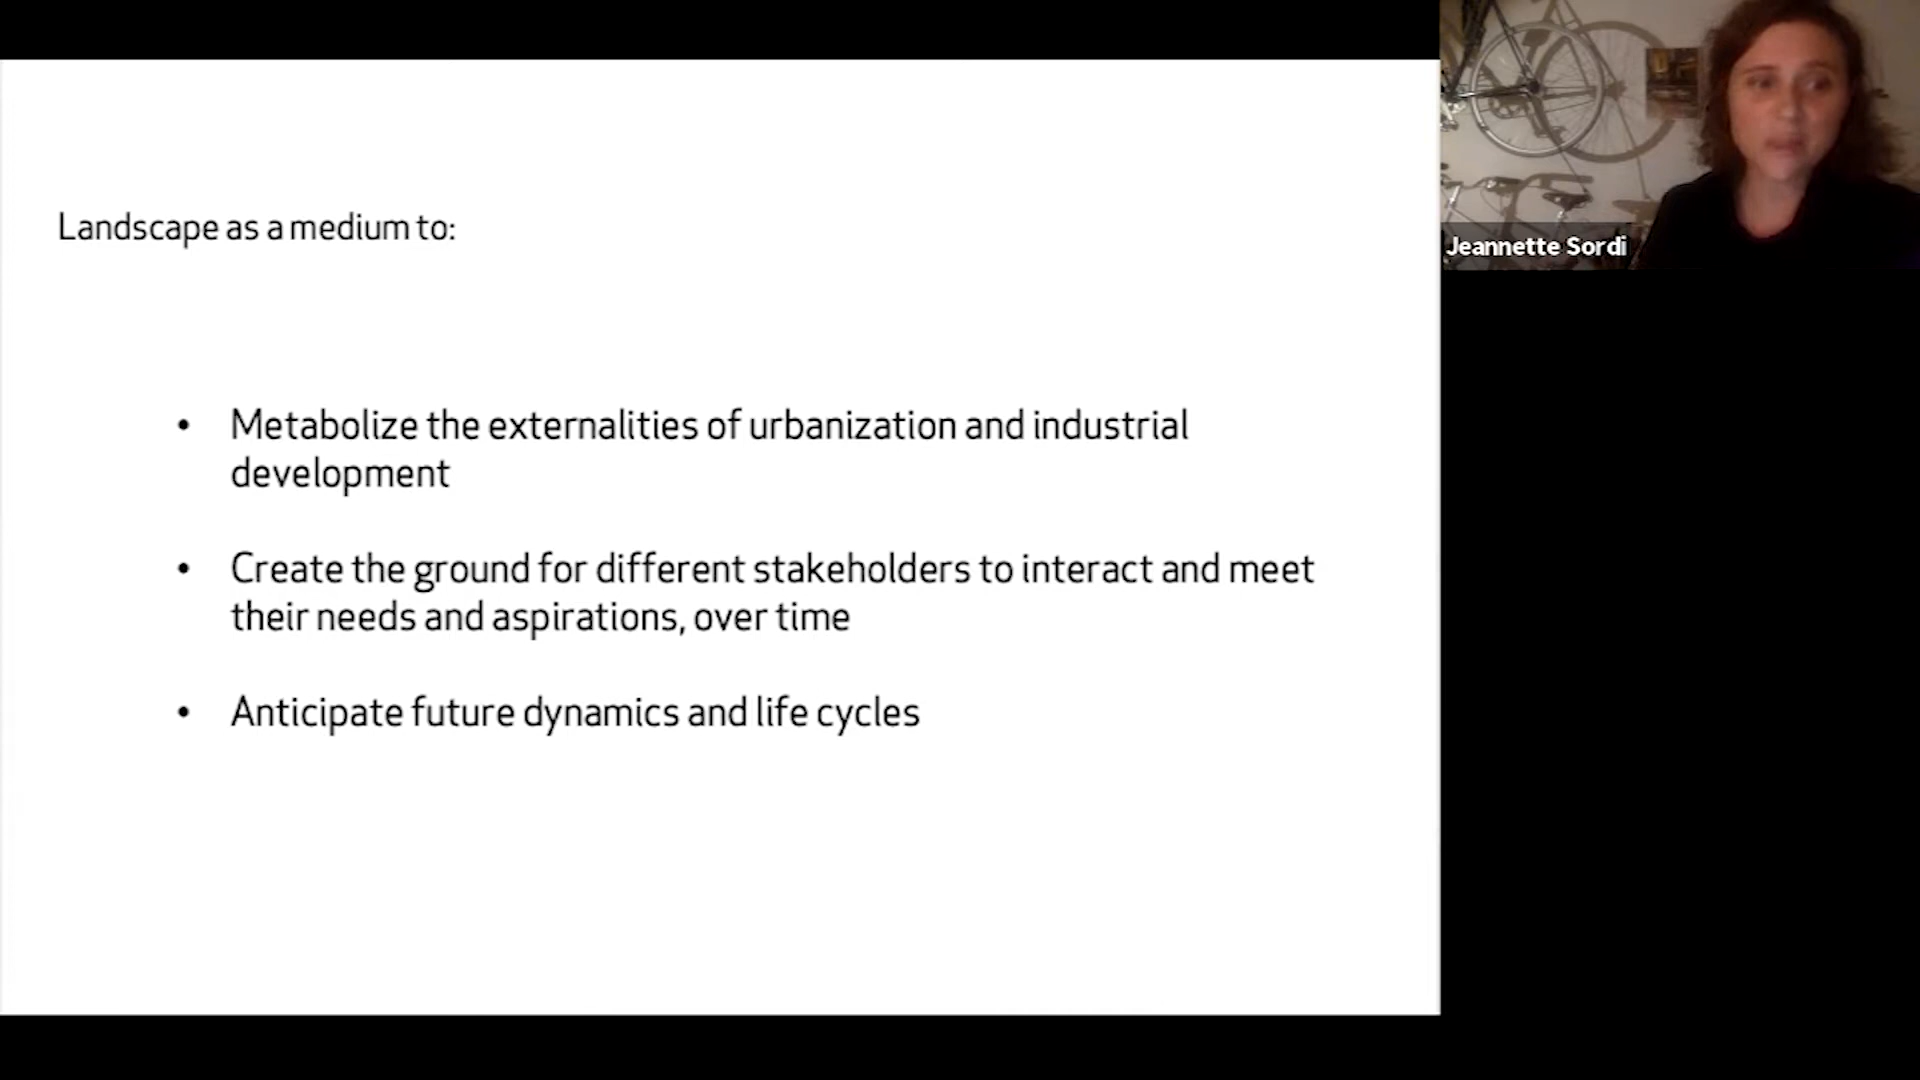 Landscape as a medium to:
• Metabolize the externalities of urbanization and industrial
development
• Create the ground for different stakeholders to interact and meet
their needs and aspirations, over time
• Anticipate future dynamics and life cycles
Jeannette Sordi